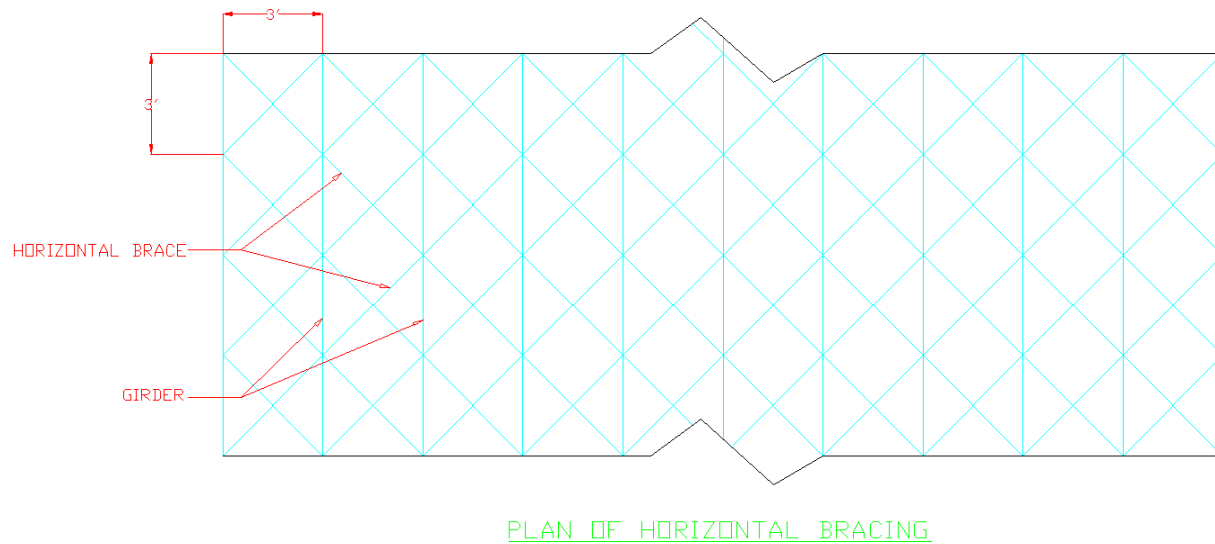 3'
3'
HORIZONTAL BRACE
GIRDER
PLAN OF HORIZONTAL BRACING